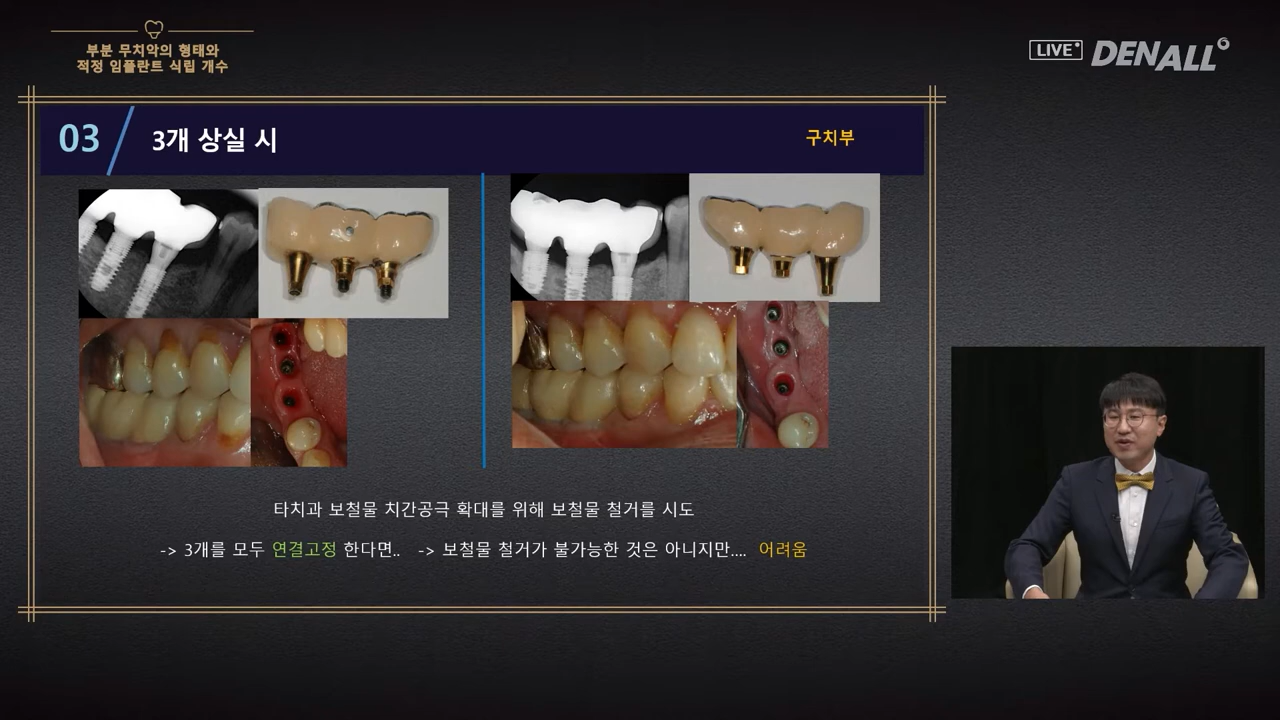 부분 무치악의 형태와
적정 임플란트 식립 개수
LIVE
DENALL
03
3개 상실 시
구치부
타치과 보철물 치간공극 확대를 위해 보철물 철거를 시도
-> 3개를 모두 연결고정 한다면.. -> 보철물 철거가 불가능한 것은 아니지만.... 어려움